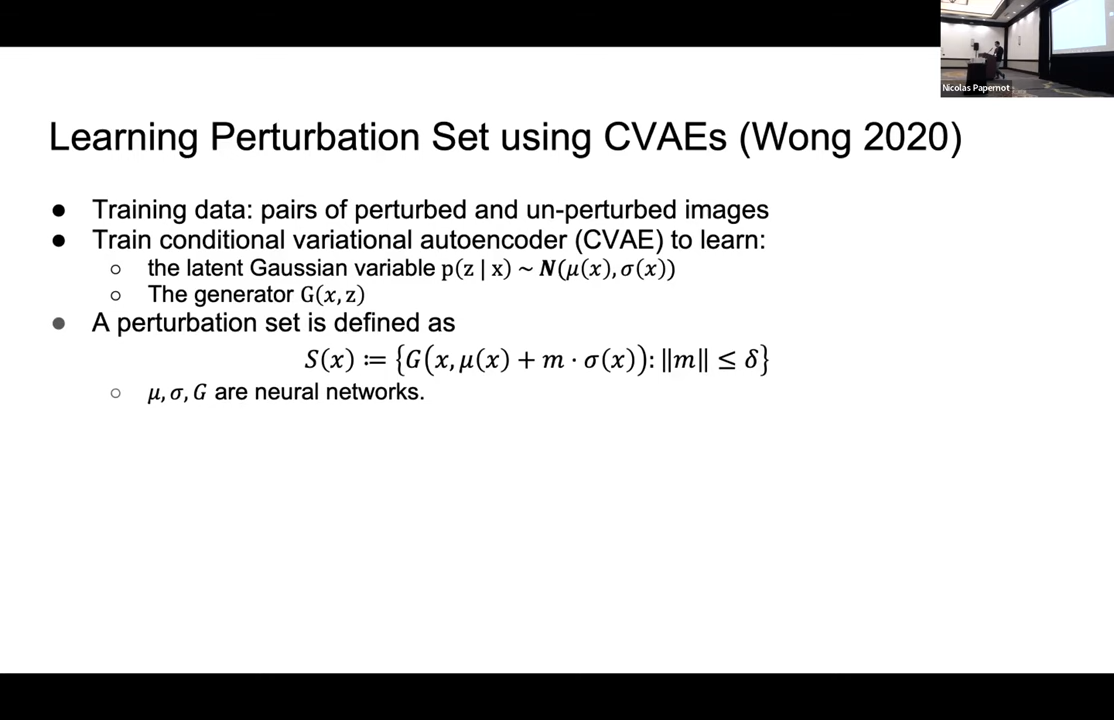 Nicolas Papernot
Learning Perturbation Set using CVAEs (Wong 2020)
● Training data: pairs of perturbed and un-perturbed images
● Train conditional variational autoencoder (CVAE) to learn:
○ the latent Gaussian variable p(z | x) ~ N(μ(x), σ(x))
○ The generator G(x, z)
● A perturbation set is defined as
S(x) ≔ {G(x, μ(x) + m · σ(x)): ||m|| ≤ δ}
○ μ, σ, G are neural networks.